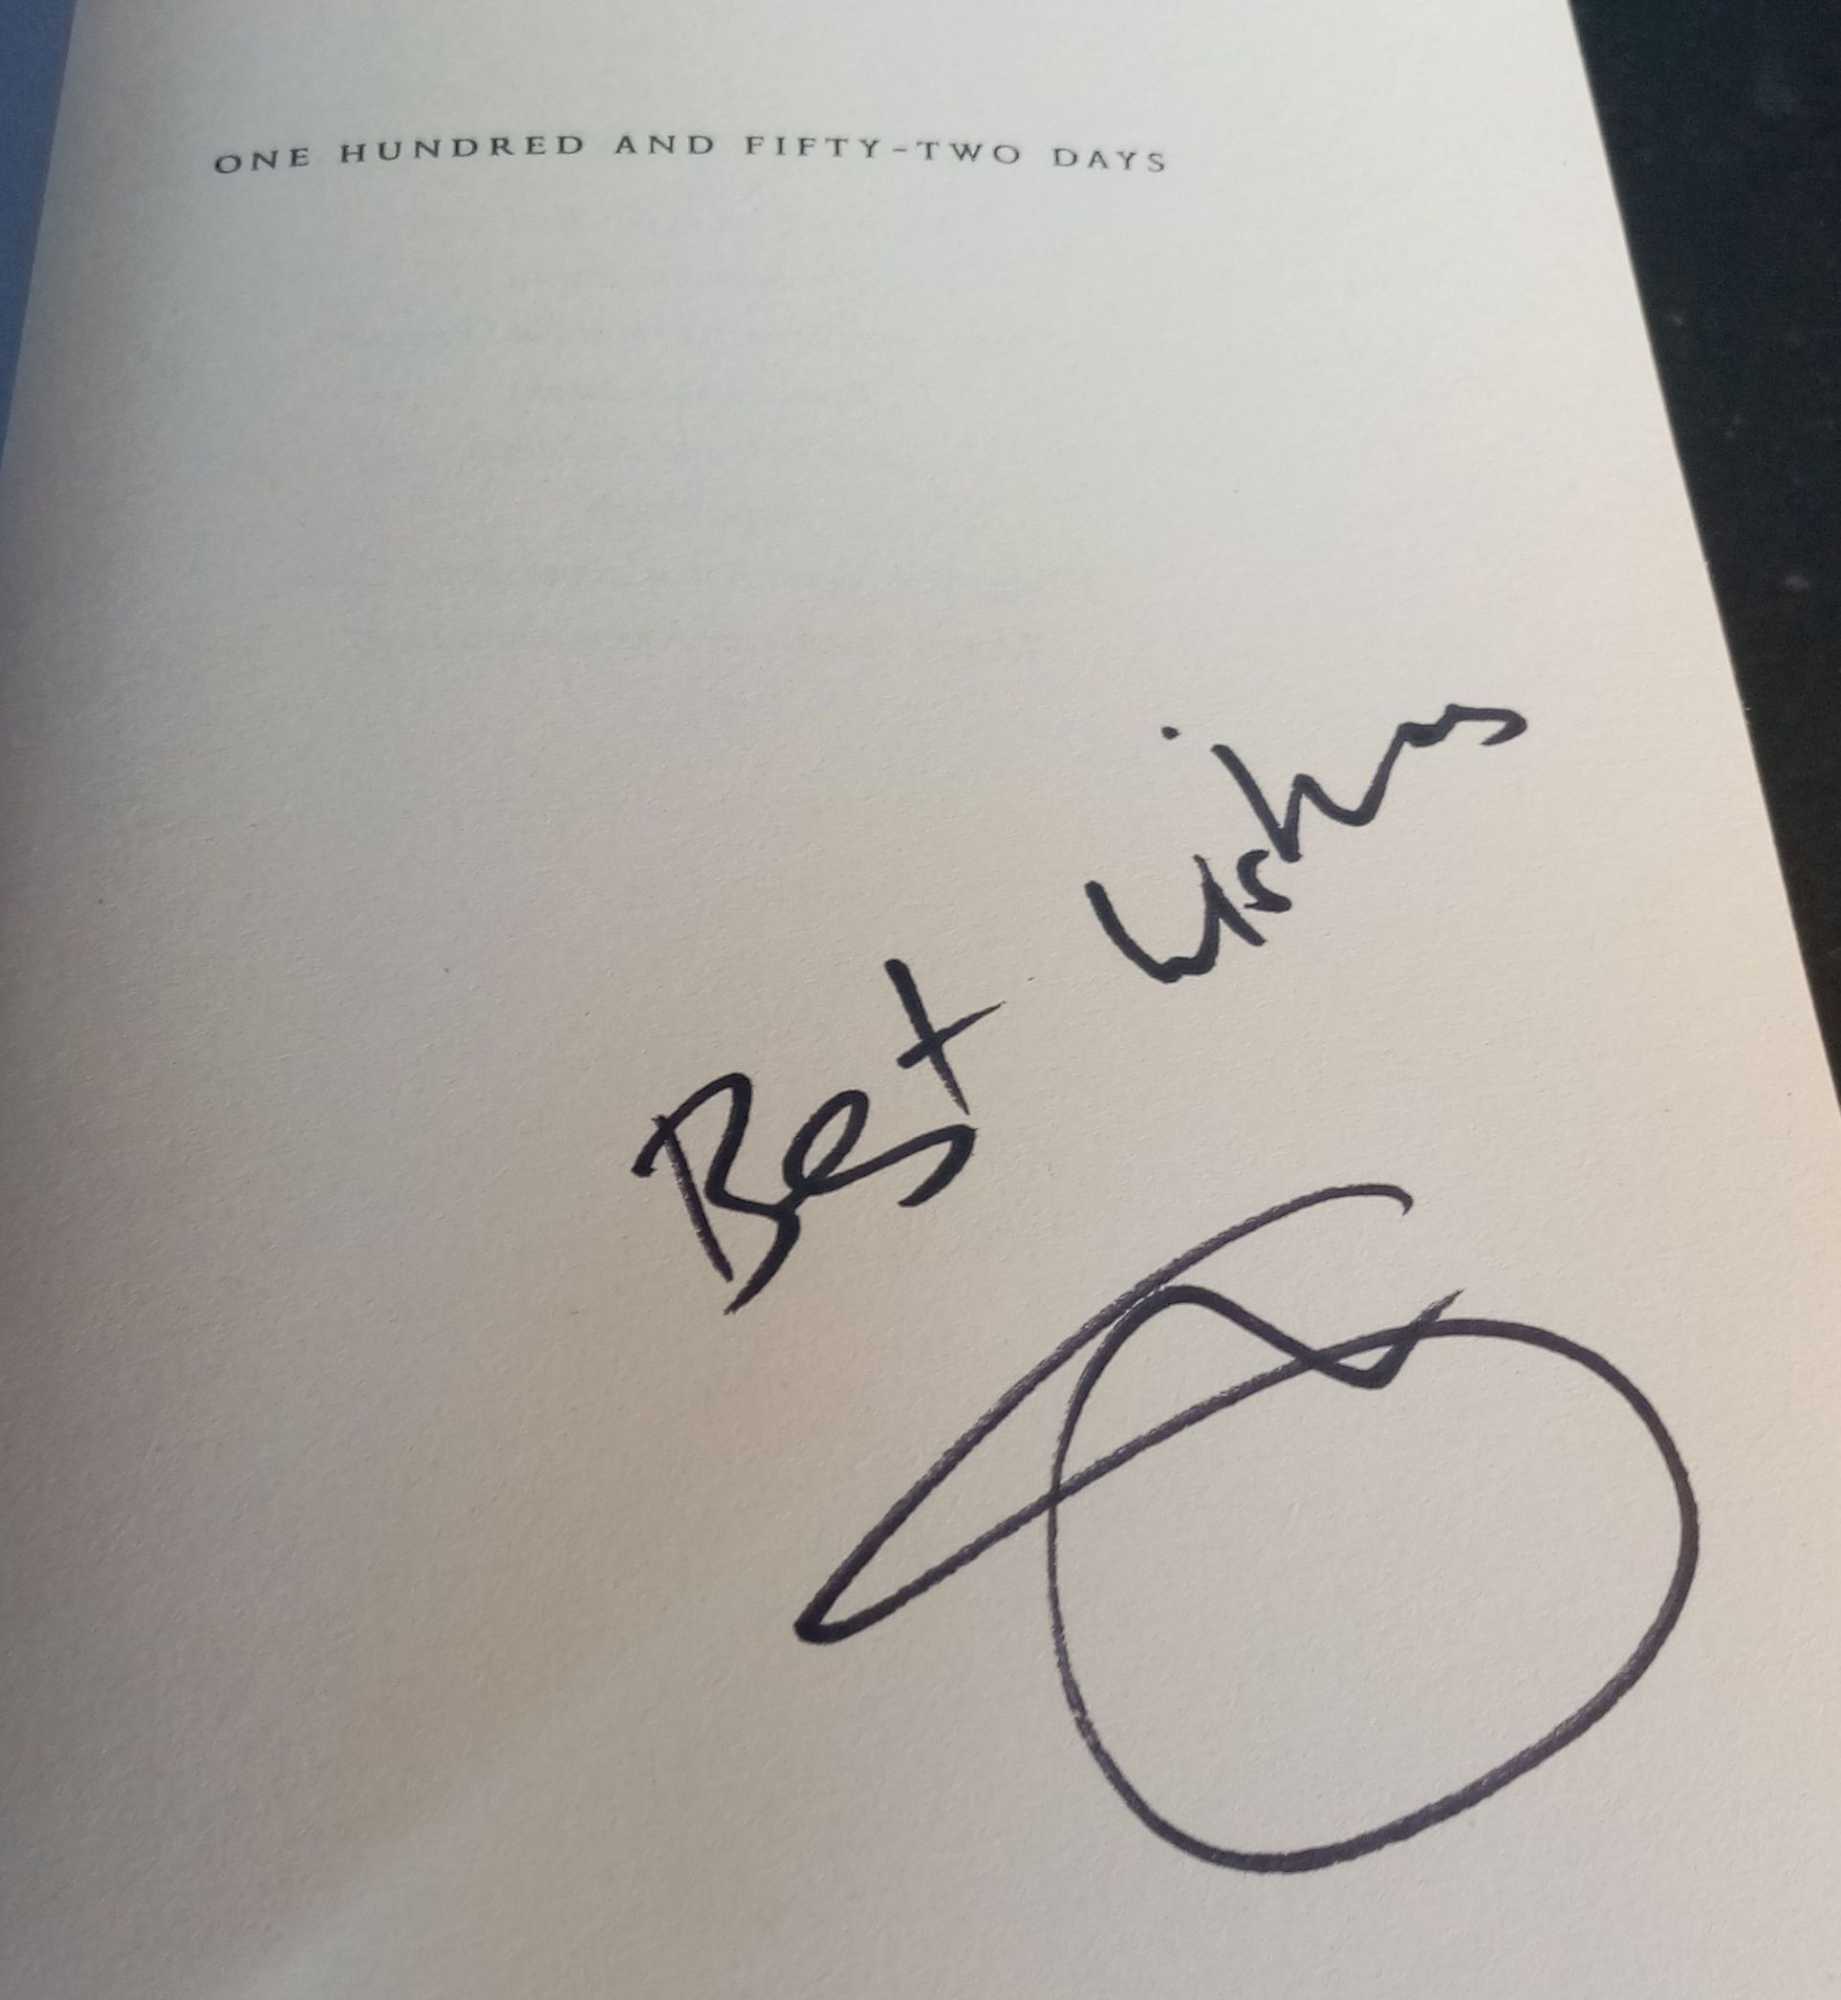 ONE HUNDRED AND FIFTY-TWO DAYS
Best wishes